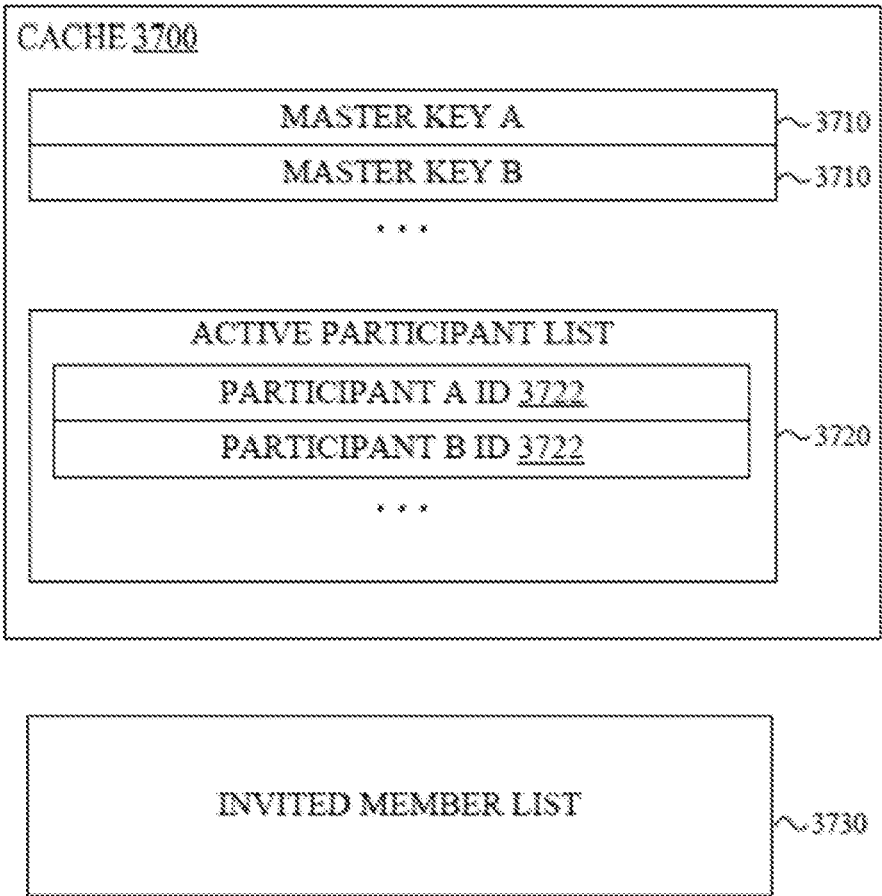 CACHE 3700
MASTER KEY A
3710
MASTER KEY B
3710
. . .
ACTIVE PARTICIPANT LIST
PARTICIPANT A ID 3722
PARTICIPANT B ID 3722
3720
. . .
INVITED MEMBER LIST
3730